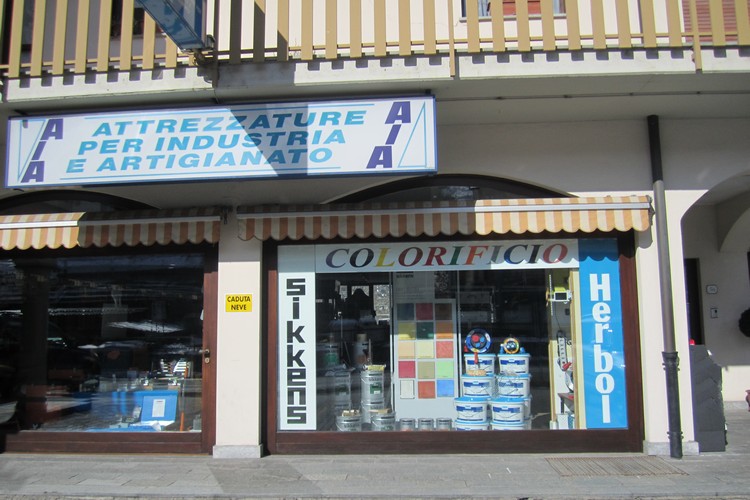 AIA
ATTREZZATURE
PER INDUSTRIA
E ARTIGIANATO
AIA
COLORIFICIO
sikkens
Herbol
CADUTA
NEVE